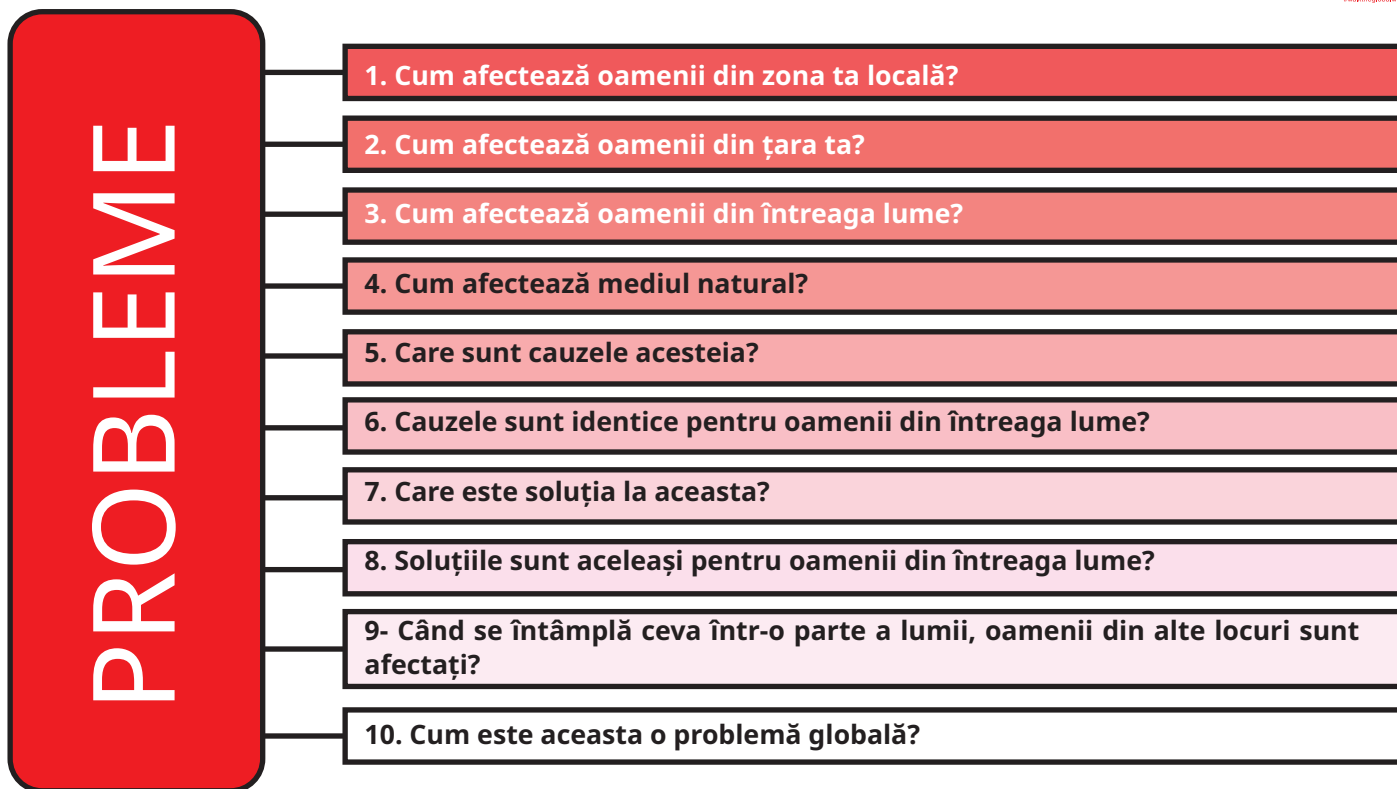 PROBLEME
1. Cum afectează oamenii din zona ta locală?
2. Cum afectează oamenii din țara ta?
3. Cum afectează oamenii din întreaga lume?
4. Cum afectează mediul natural?
5. Care sunt cauzele acesteia?
6. Cauzele sunt identice pentru oamenii din întreaga lume?
7. Care este soluția la aceasta?
8. Soluțiile sunt aceleași pentru oamenii din întreaga lume?
9- Când se întâmplă ceva într-o parte a lumii, oamenii din alte locuri sunt
afectați?
10. Cum este aceasta o problemă globală?